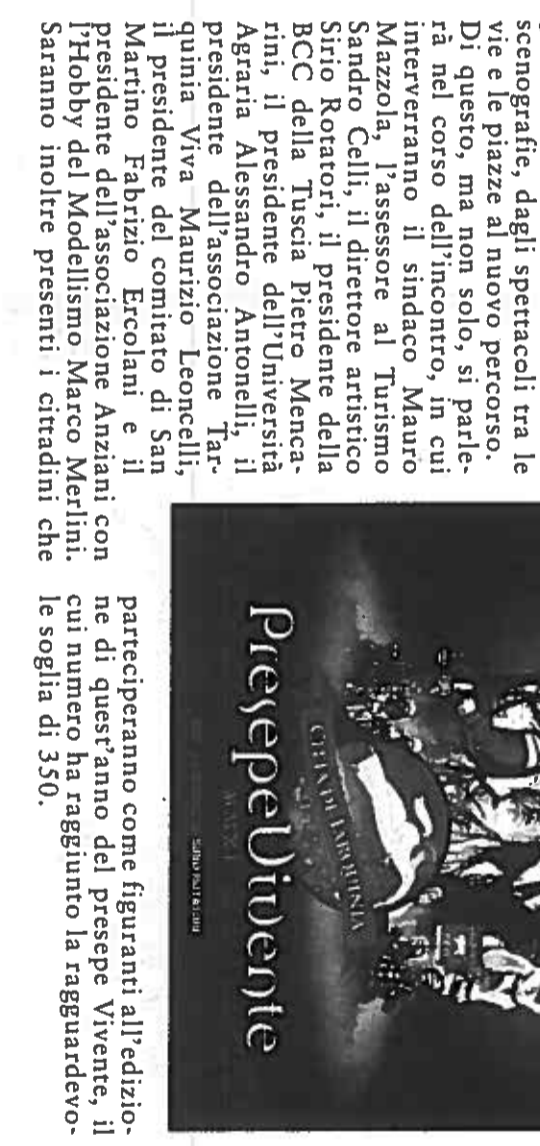 scenografie, dagli spettacoli tra le
vie e le piazze al nuovo percorso.
Di questo, ma non solo, si parle-
rà nel corso dell'incontro, in cui
interverranno il sindaco Mauro
Mazzola, l'assessore al Turismo
Sandro Celli, il direttore artistico
Sirio Rotatori, il presidente della
BCC della Tuscia Pietro Menca-
rini, il presidente dell'Università
Agraria Alessandro Antonelli, il
presidente dell'associazione Tar-
quinia Viva Maurizio Leoncelli,
il presidente del comitato di San
Martino Fabrizio Ercolani e il
presidente dell'associazione Anziani con
l'Hobby del Modellismo Marco Merlini.
Saranno inoltre presenti i cittadini che
CITTA DI TARQUINIA
PresepeVivente
parteciperanno come figuranti all'edizio-
ne di quest'anno del presepe Vivente, il
cui numero ha raggiunto la ragguardevo-
le soglia di 350.